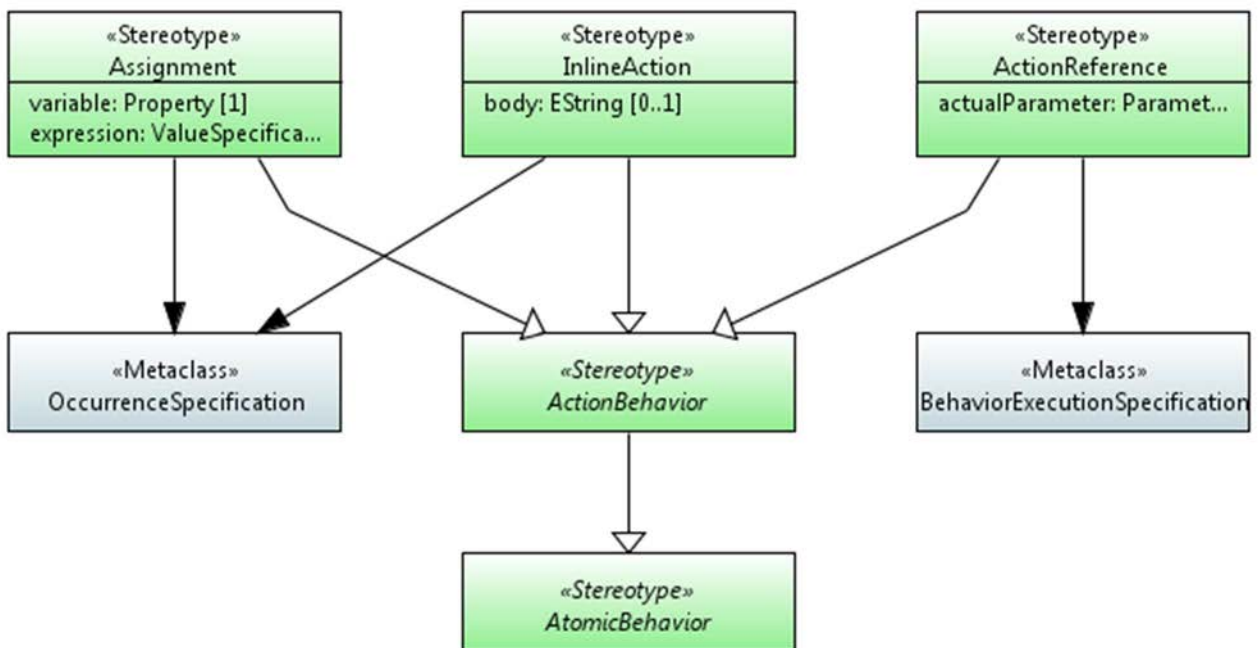 «Stereotype»
Assignment
variable: Property [1]
expression: ValueSpecifica...
«Stereotype»
InlineAction
body: EString [0..1]
«Stereotype»
ActionReference
actualParameter: Paramet...
«Metaclass»
OccurrenceSpecification
«Stereotype»
ActionBehavior
«Metaclass»
BehaviorExecutionSpecification
«Stereotype»
AtomicBehavior